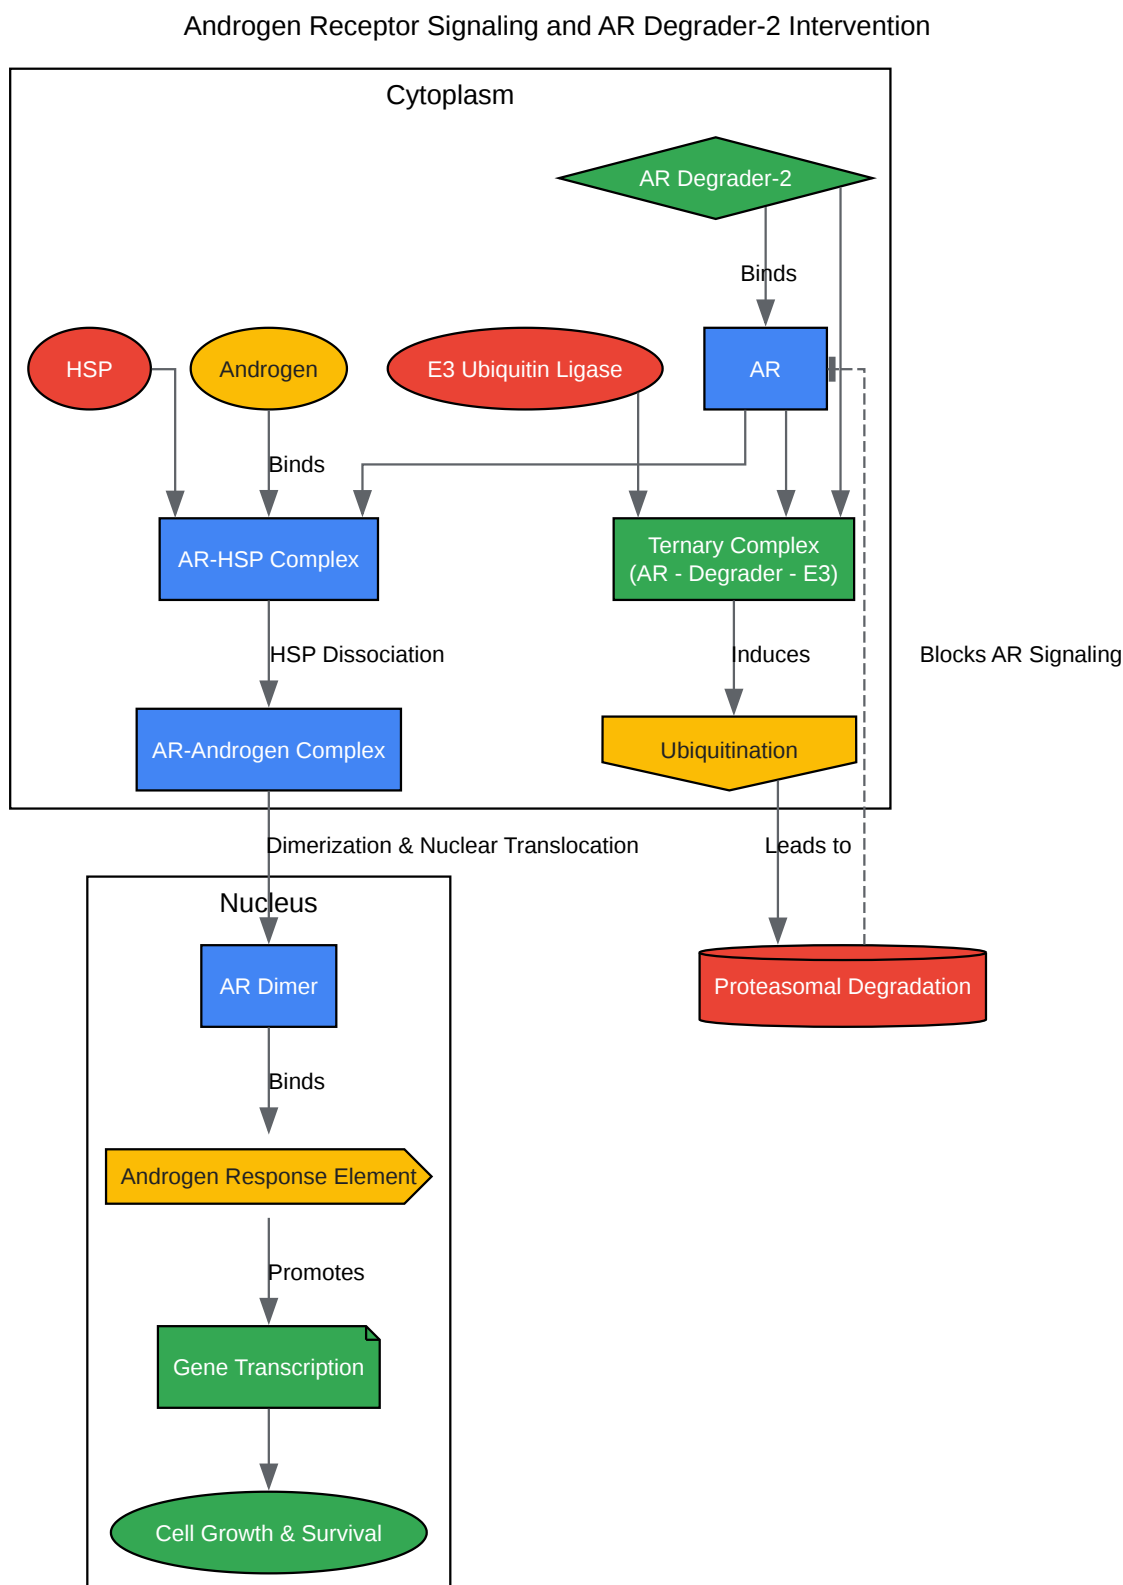 Androgen Receptor Signaling and AR Degrader-2 Intervention
Cytoplasm
AR Degrader-2
Binds
HSP
Androgen
E3 Ubiquitin Ligase
AR
Binds
AR-HSP Complex
Ternary Complex
(AR - Degrader - E3)
HSP Dissociation
Induces
Blocks AR Signaling
AR-Androgen Complex
Ubiquitination
Dimerization & Nuclear Translocation
Leads to
Nucleus
AR Dimer
Proteasomal Degradation
Binds
Androgen Response Element
Promotes
Gene Transcription
Cell Growth & Survival